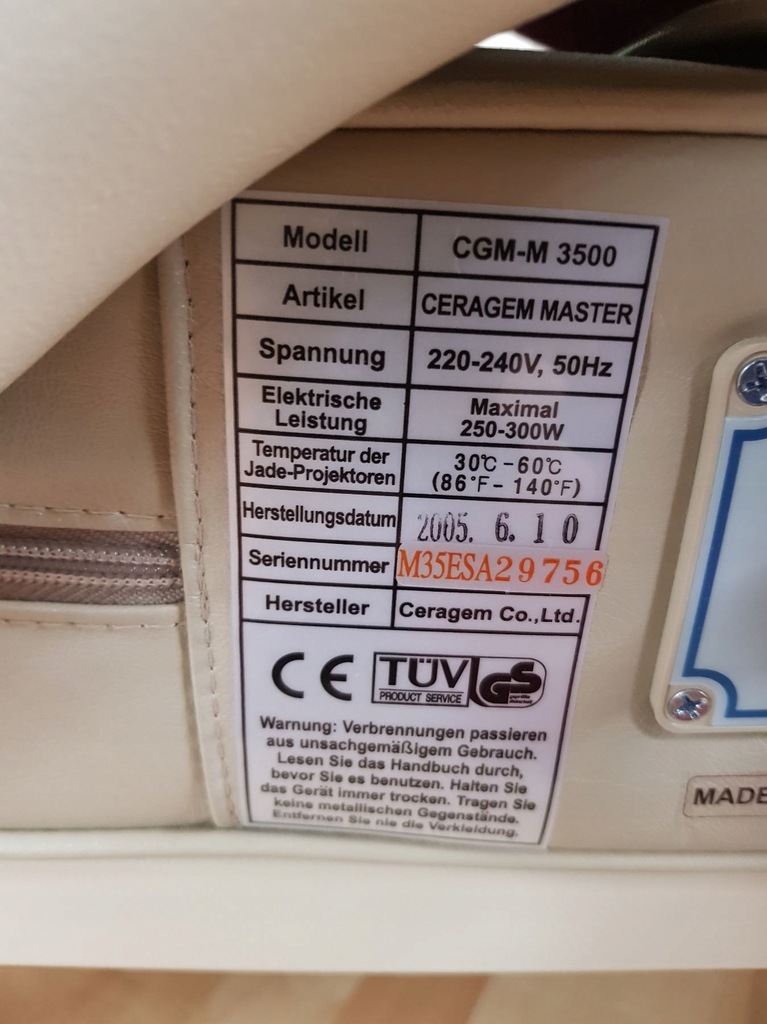 Modell CGM-M 3500
Artikel CERAGEM MASTER
Spannung 220-240V, 50Hz
Elektrische Leistung Maximal 250-300W
Temperatur der Jade-Projektoren 30℃-60℃ (86°F-140°F)
Herstellungsdatum 2005. 6. 10
Seriennummer M35ESA29756
Hersteller Ceragem Co.,Ltd.
CE TÜV PRODUCT SERVICE GS geprüfte Sicherheit
Warnung: Verbrennungen passieren
aus unsachgemäßigem Gebrauch.
Lesen Sie das Handbuch durch,
bevor Sie es benutzen. Halten Sie
das Gerät immer trocken. Tragen Sie
keine metallischen Gegenstände.
Entfernen Sie nie die Verkleidung.
MADE